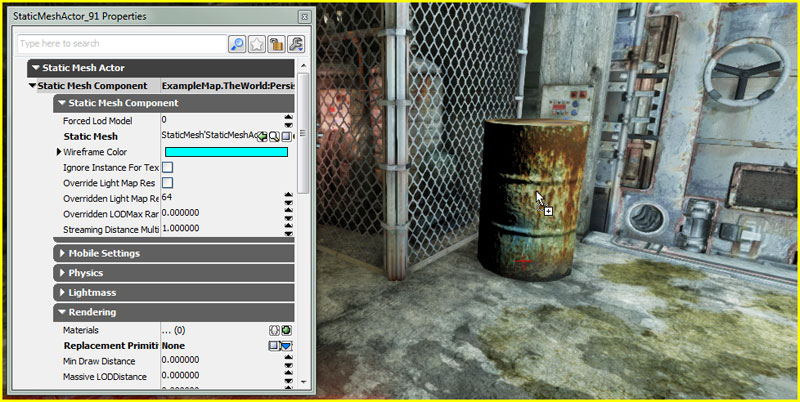 StaticMeshActor_91 Properties
Type here to search
Static Mesh Actor
Static Mesh Component ExampleMap.TheWorld:Persis
Static Mesh Component
Forced Lod Model 0
Static Mesh StaticMesh'StaticMeshAc
Wireframe Color
Ignore Instance For Tex
Override Light Map Res
Overridden Light Map Re 64
Overridden LODMax Ran 0.000000
Streaming Distance Multi 1.000000
Mobile Settings
Physics
Lightmass
Rendering
Materials ... (0)
Replacement Primiti None
Min Draw Distance 0.000000
Massive LODDistance 0.000000